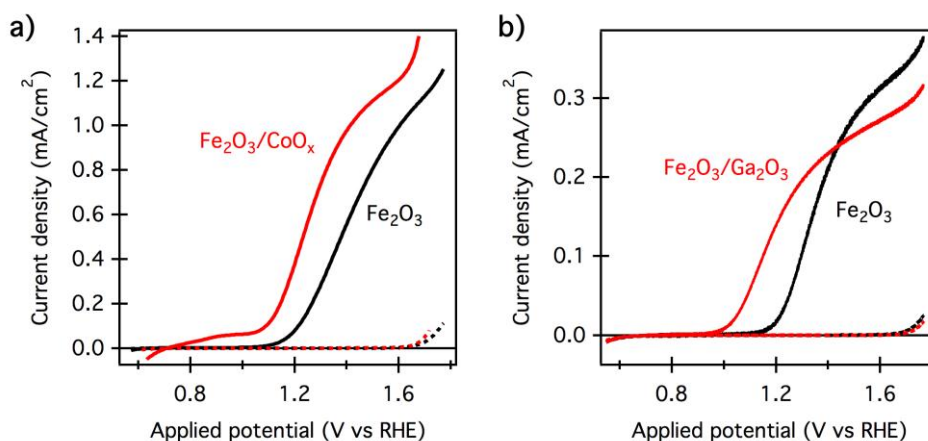 a)
1.4
1.2
1.0
0.8
0.6
0.4
0.2
0.0
Current density (mA/cm²)
Fe₂O₃/CoOₓ
Fe₂O₃
0.8
1.2
1.6
Applied potential (V vs RHE)
b)
0.3
0.2
0.1
0.0
Current density (mA/cm²)
Fe₂O₃/Ga₂O₃
Fe₂O₃
0.8
1.2
1.6
Applied potential (V vs RHE)